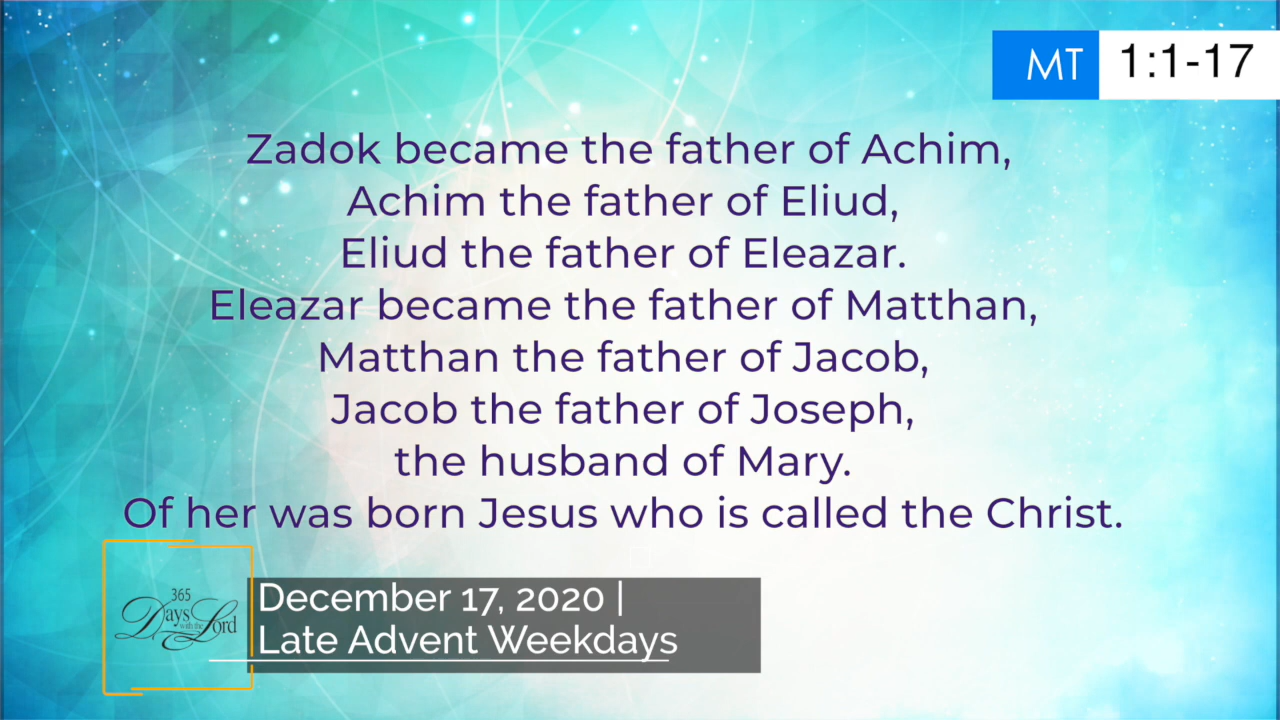 MT 1:1-17
Zadok became the father of Achim,
Achim the father of Eliud,
Eliud the father of Eleazar.
Eleazar became the father of Matthan,
Matthan the father of Jacob,
Jacob the father of Joseph,
the husband of Mary.
Of her was born Jesus who is called the Christ.
365
Days with the Lord
December 17, 2020 |
Late Advent Weekdays